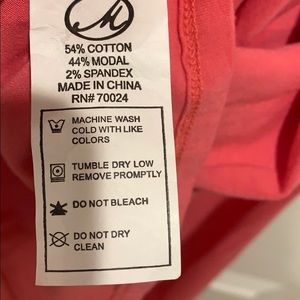 M
54% COTTON
44% MODAL
2% SPANDEX
MADE IN CHINA
RN# 70024
MACHINE WASH
COLD WITH LIKE
COLORS
TUMBLE DRY LOW
REMOVE PROMPTLY
DO NOT BLEACH
DO NOT DRY
CLEAN